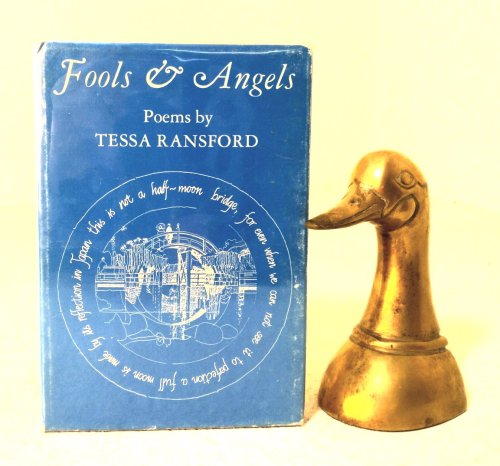 Fools & Angels
Poems by
TESSA RANSFORD
in Japan this is not a half-moon bridge, for even when we can not see it to perfection a full moon is made by its reflection